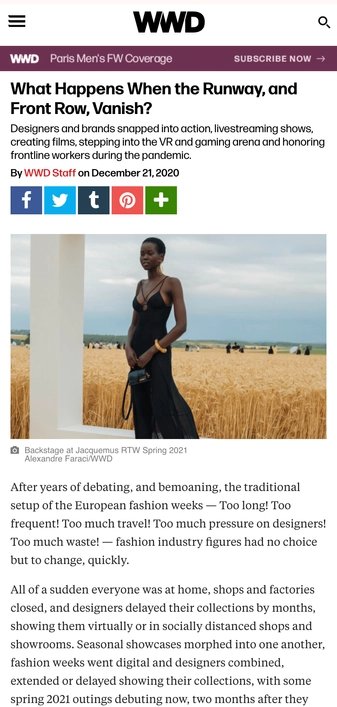 WWD
WWD Paris Men's FW Coverage SUBSCRIBE NOW →
What Happens When the Runway, and
Front Row, Vanish?
Designers and brands snapped into action, livestreaming shows,
creating films, stepping into the VR and gaming arena and honoring
frontline workers during the pandemic.
By WWD Staff on December 21, 2020
Backstage at Jacquemus RTW Spring 2021
Alexandre Faraci/WWD
After years of debating, and bemoaning, the traditional
setup of the European fashion weeks — Too long! Too
frequent! Too much travel! Too much pressure on designers!
Too much waste! — fashion industry figures had no choice
but to change, quickly.
All of a sudden everyone was at home, shops and factories
closed, and designers delayed their collections by months,
showing them virtually or in socially distanced shops and
showrooms. Seasonal showcases morphed into one another,
fashion weeks went digital and designers combined,
extended or delayed showing their collections, with some
spring 2021 outings debuting now, two months after they